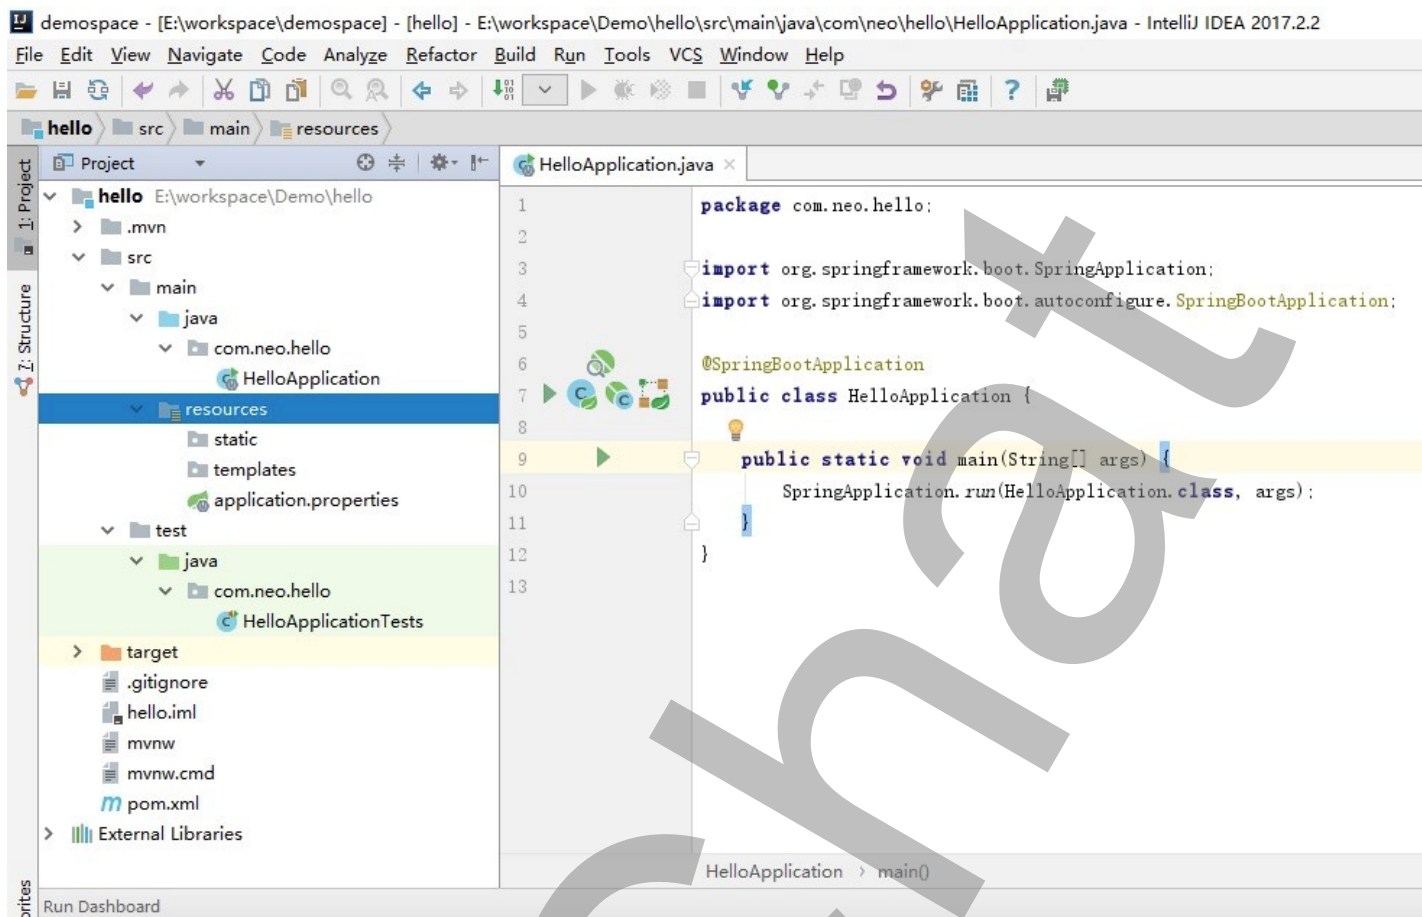 demospace - [E:\workspace\demospace] - [hello] - E:\workspace\Demo\hello\src\main\java\com\neo\hello\HelloApplication.java - IntelliJ IDEA 2017.2.2
File Edit View Navigate Code Analyze Refactor Build Run Tools VCS Window Help
hello src main resources
1: Project
Project
HelloApplication.java
hello E:\workspace\Demo\hello
.mvn
src
main
java
com.neo.hello
HelloApplication
resources
static
templates
application.properties
test
java
com.neo.hello
HelloApplicationTests
target
.gitignore
hello.iml
mvnw
mvnw.cmd
pom.xml
External Libraries
7: Structure
1 package com.neo.hello;
2
3 import org.springframework.boot.SpringApplication;
4 import org.springframework.boot.autoconfigure.SpringBootApplication;
5
6 @SpringBootApplication
7 public class HelloApplication {
8
9 public static void main(String[] args) {
10 SpringApplication.run(HelloApplication.class, args);
11 }
12 }
13
HelloApplication > main()
Run Dashboard
chat